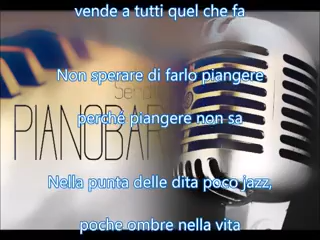 vende a tutti quel che fa
Non sperare di farlo piangere
perché piangere non sa
PIANOBAR
Nella punta delle dita poco jazz,
poche ombre nella vita